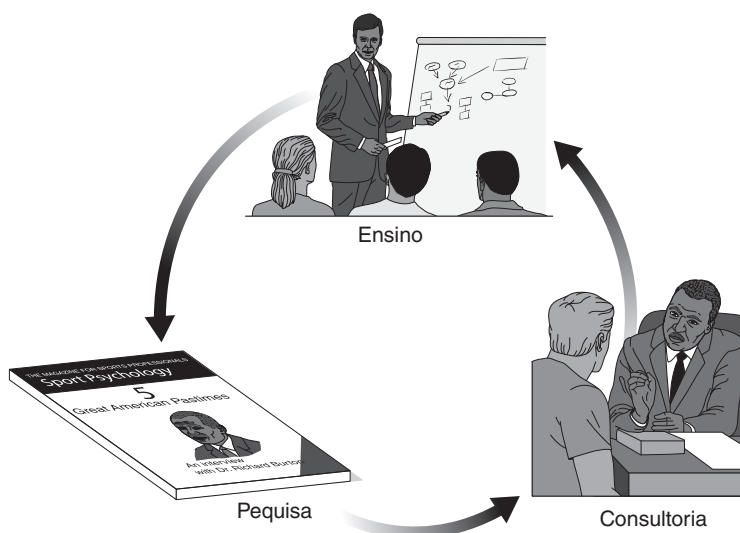 Ensino
THE MAGAZINE FOR SPORTS PROFESSIONALS
Sport Psychology
5
Great American Pastimes
An interview
with Dr. Richard Burton
Pequisa
Consultoria